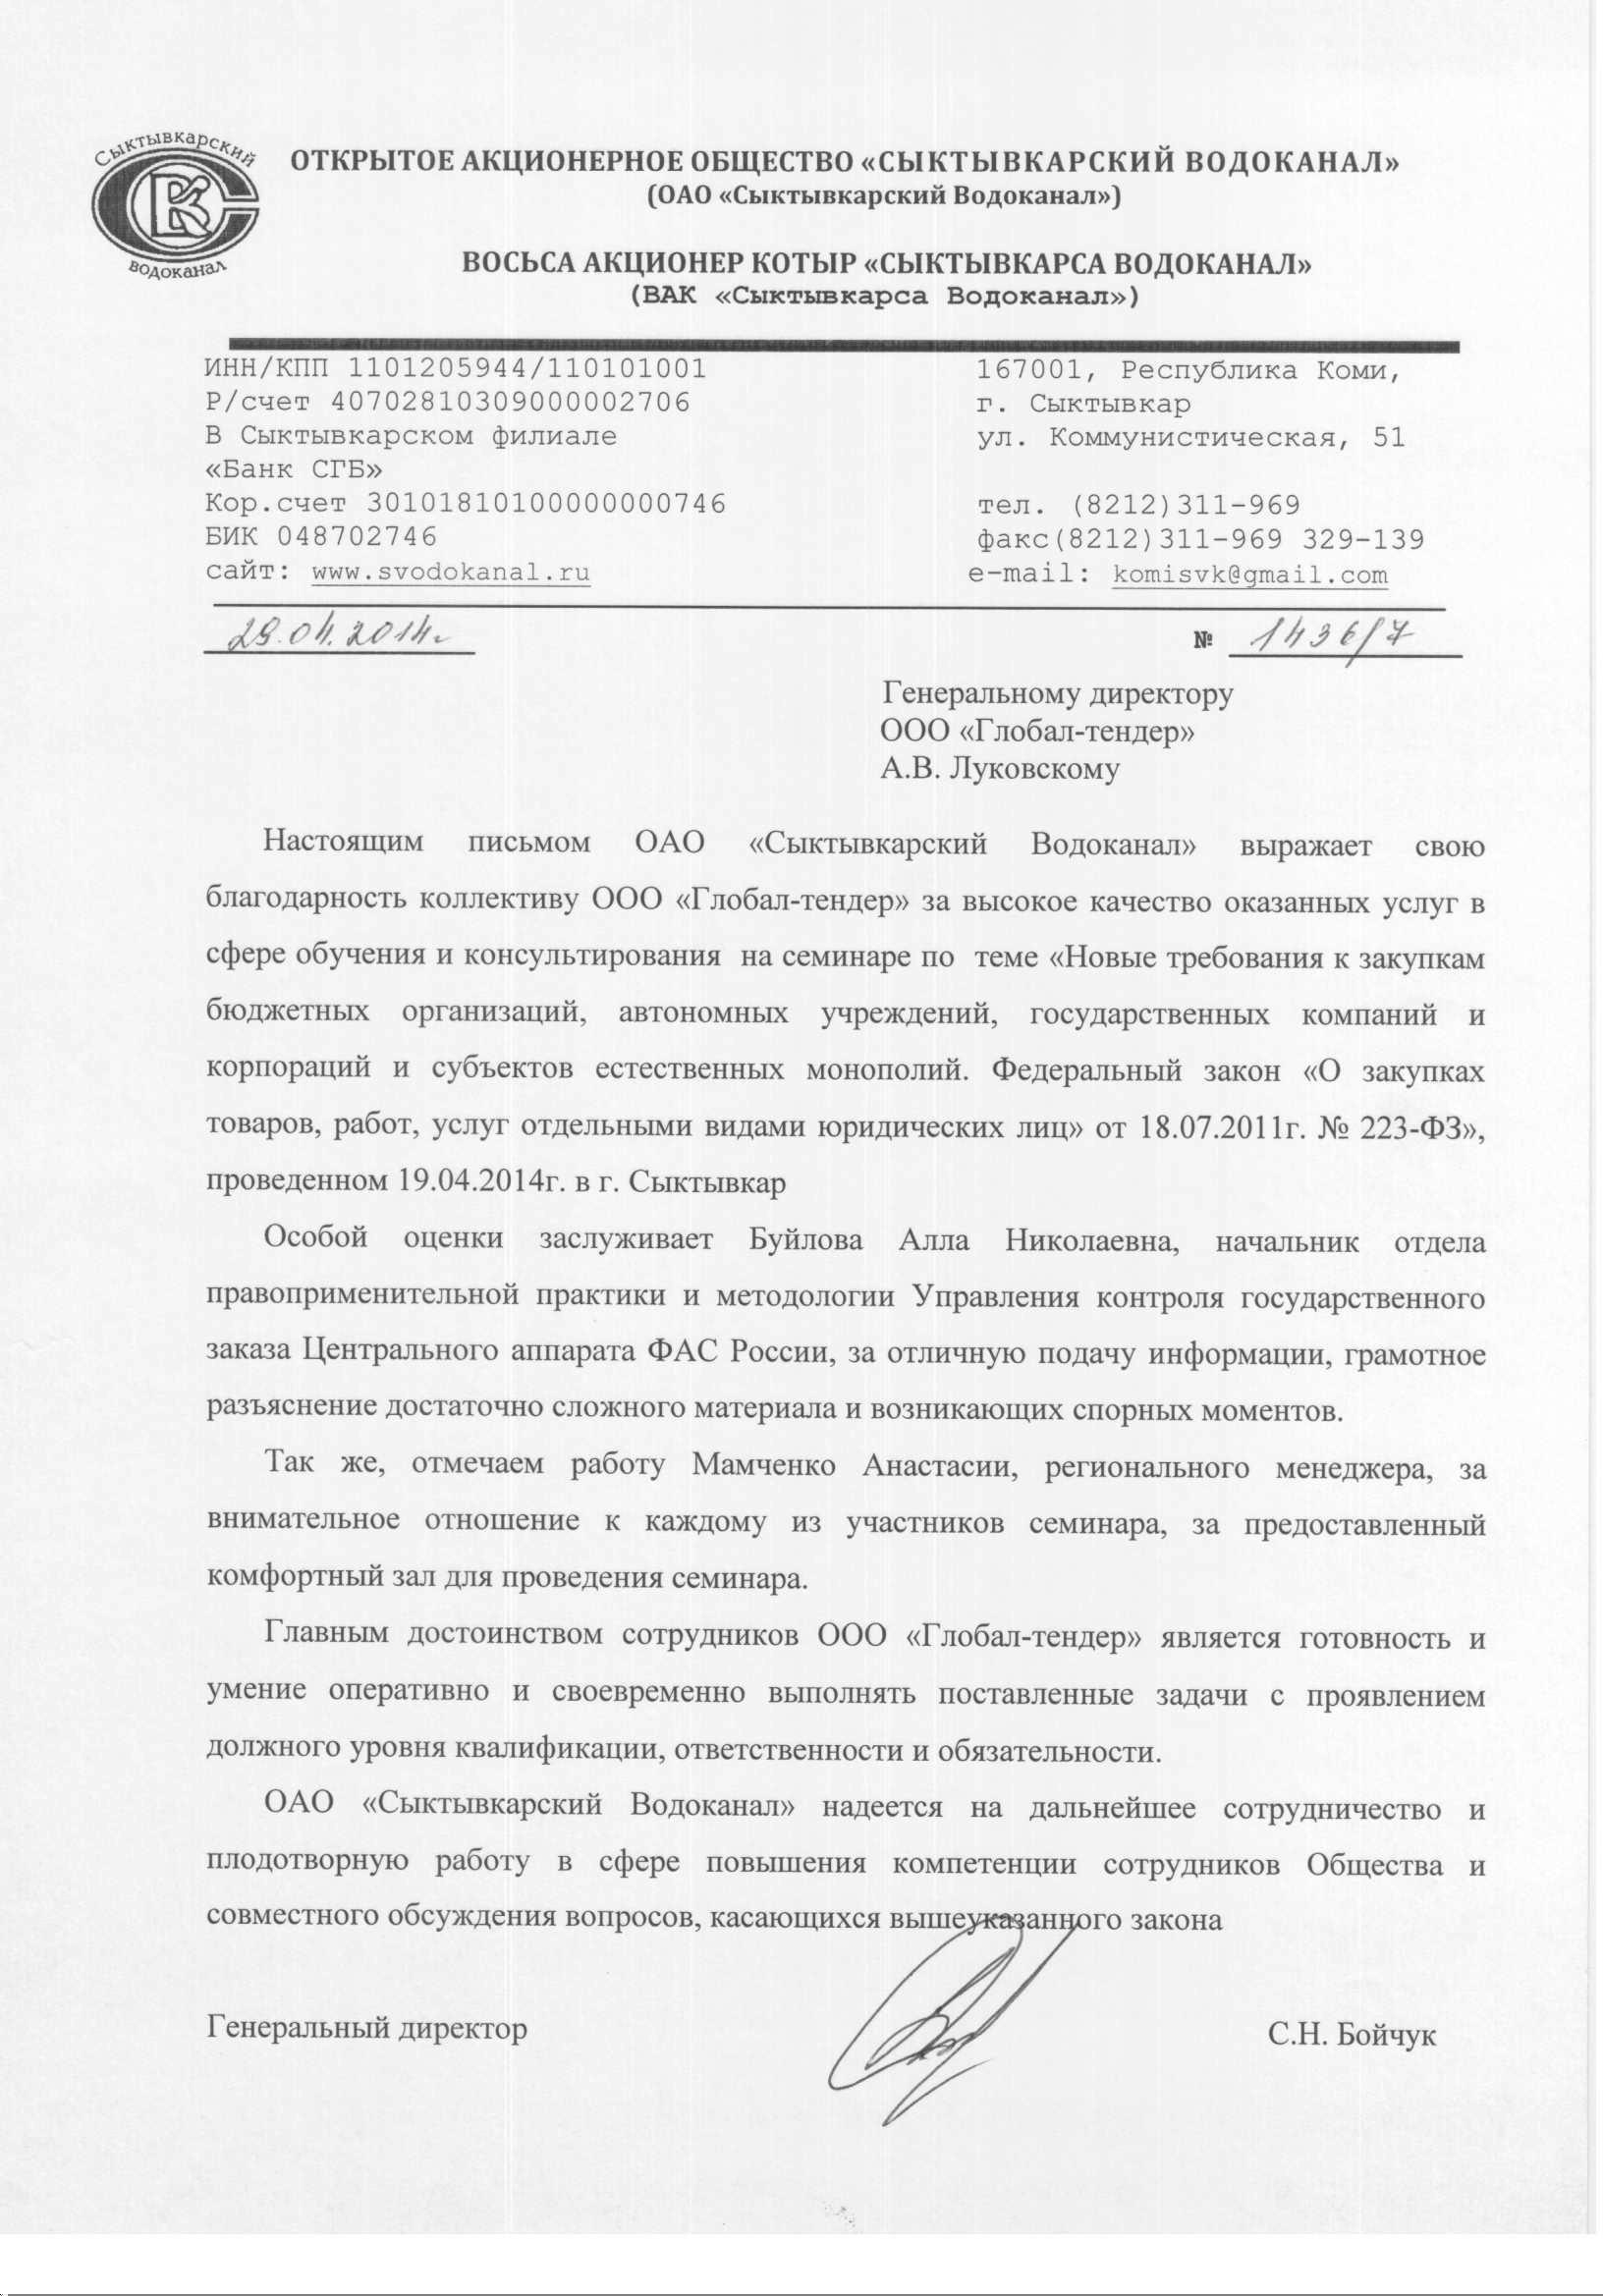 Сыктывкарский
СВК
водоканал
ОТКРЫТОЕ АКЦИОНЕРНОЕ ОБЩЕСТВО «СЫКТЫВКАРСКИЙ ВОДОКАНАЛ»
(ОАО «Сыктывкарский Водоканал»)
ВОСЬСА АКЦИОНЕР КОТЫР «СЫКТЫВКАРСА ВОДОКАНАЛ»
(ВАК «Сыктывкарса Водоканал»)
ИНН/КПП 1101205944/110101001
Р/счет 40702810309000002706
В Сыктывкарском филиале
«Банк СГБ»
Кор.счет 30101810100000000746
БИК 048702746
сайт: www.svodokanal.ru
167001, Республика Коми,
г. Сыктывкар
ул. Коммунистическая, 51
тел. (8212)311-969
факс(8212)311-969 329-139
e-mail: komisvk@gmail.com
29.04.2014г
№ 1436/7
Генеральному директору
ООО «Глобал-тендер»
А.В. Луковскому
Настоящим письмом ОАО «Сыктывкарский Водоканал» выражает свою
благодарность коллективу ООО «Глобал-тендер» за высокое качество оказанных услуг в
сфере обучения и консультирования на семинаре по теме «Новые требования к закупкам
бюджетных организаций, автономных учреждений, государственных компаний и
корпораций и субъектов естественных монополий. Федеральный закон «О закупках
товаров, работ, услуг отдельными видами юридических лиц» от 18.07.2011г. № 223-ФЗ»,
проведенном 19.04.2014г. в г. Сыктывкар
Особой оценки заслуживает Буйлова Алла Николаевна, начальник отдела
правоприменительной практики и методологии Управления контроля государственного
заказа Центрального аппарата ФАС России, за отличную подачу информации, грамотное
разъяснение достаточно сложного материала и возникающих спорных моментов.
Так же, отмечаем работу Мамченко Анастасии, регионального менеджера, за
внимательное отношение к каждому из участников семинара, за предоставленный
комфортный зал для проведения семинара.
Главным достоинством сотрудников ООО «Глобал-тендер» является готовность и
умение оперативно и своевременно выполнять поставленные задачи с проявлением
должного уровня квалификации, ответственности и обязательности.
ОАО «Сыктывкарский Водоканал» надеется на дальнейшее сотрудничество и
плодотворную работу в сфере повышения компетенции сотрудников Общества и
совместного обсуждения вопросов, касающихся вышеуказанного закона
Генеральный директор
С.Н. Бойчук